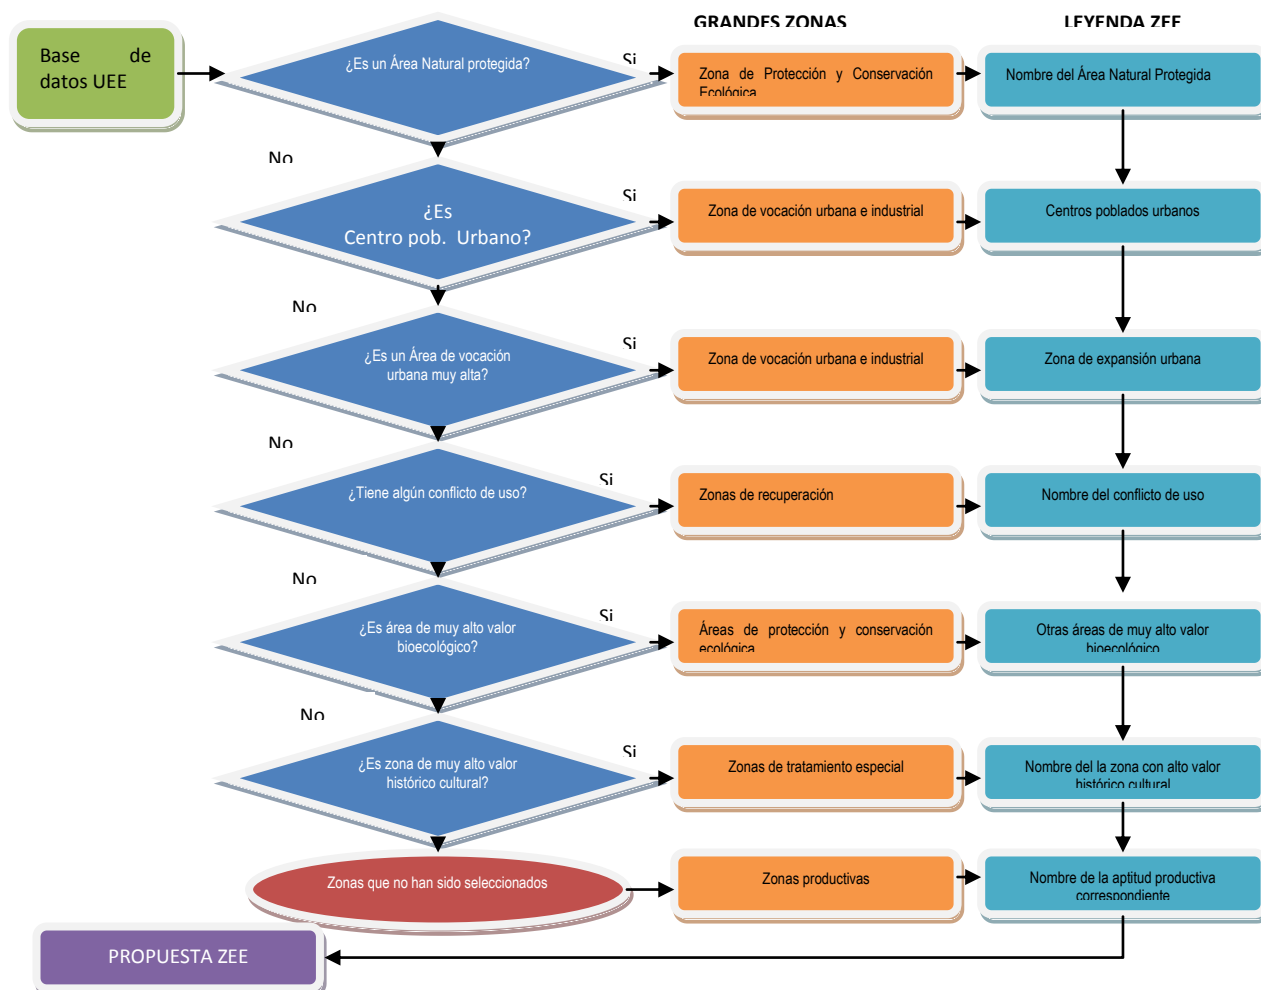 GRANDES ZONAS
LEYENDA ZEE
Base de
datos UEE
¿Es un Área Natural protegida?
Si
Zona de Protección y Conservación
Ecológica
Nombre del Área Natural Protegida
No
¿Es
Centro pob. Urbano?
Si
Zona de vocación urbana e industrial
Centros poblados urbanos
No
¿Es un Área de vocación
urbana muy alta?
Si
Zona de vocación urbana e industrial
Zona de expansión urbana
No
¿Tiene algún conflicto de uso?
Si
Zonas de recuperación
Nombre del conflicto de uso
No
¿Es área de muy alto valor
bioecológico?
Si
Áreas de protección y conservación
ecológica
Otras áreas de muy alto valor
bioecológico
No
¿Es zona de muy alto valor
histórico cultural?
Si
Zonas de tratamiento especial
Nombre del la zona con alto valor
histórico cultural
Zonas que no han sido seleccionados
Zonas productivas
Nombre de la aptitud productiva
correspondiente
PROPUESTA ZEE